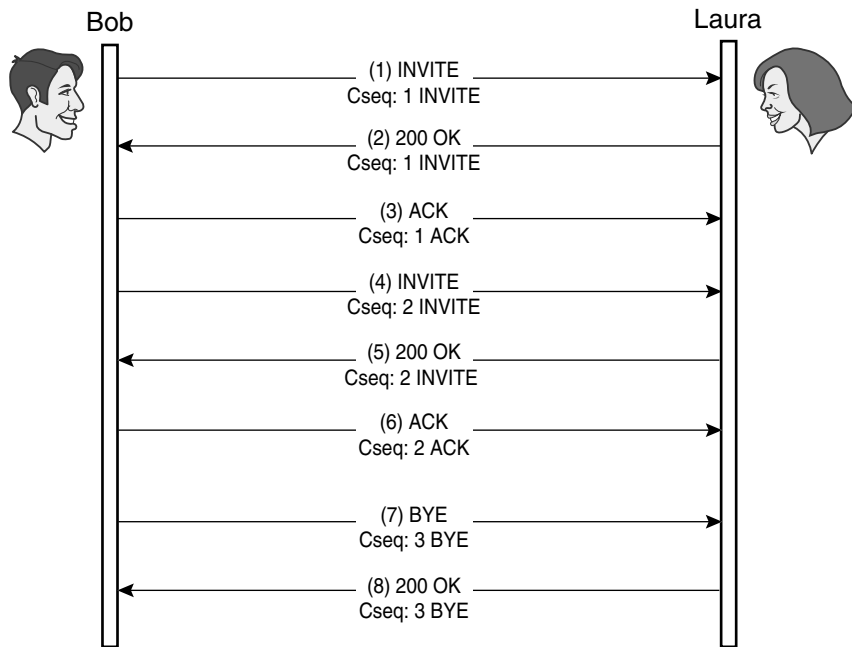 Bob
Laura
(1) INVITE
Cseq: 1 INVITE
(2) 200 OK
Cseq: 1 INVITE
(3) ACK
Cseq: 1 ACK
(4) INVITE
Cseq: 2 INVITE
(5) 200 OK
Cseq: 2 INVITE
(6) ACK
Cseq: 2 ACK
(7) BYE
Cseq: 3 BYE
(8) 200 OK
Cseq: 3 BYE